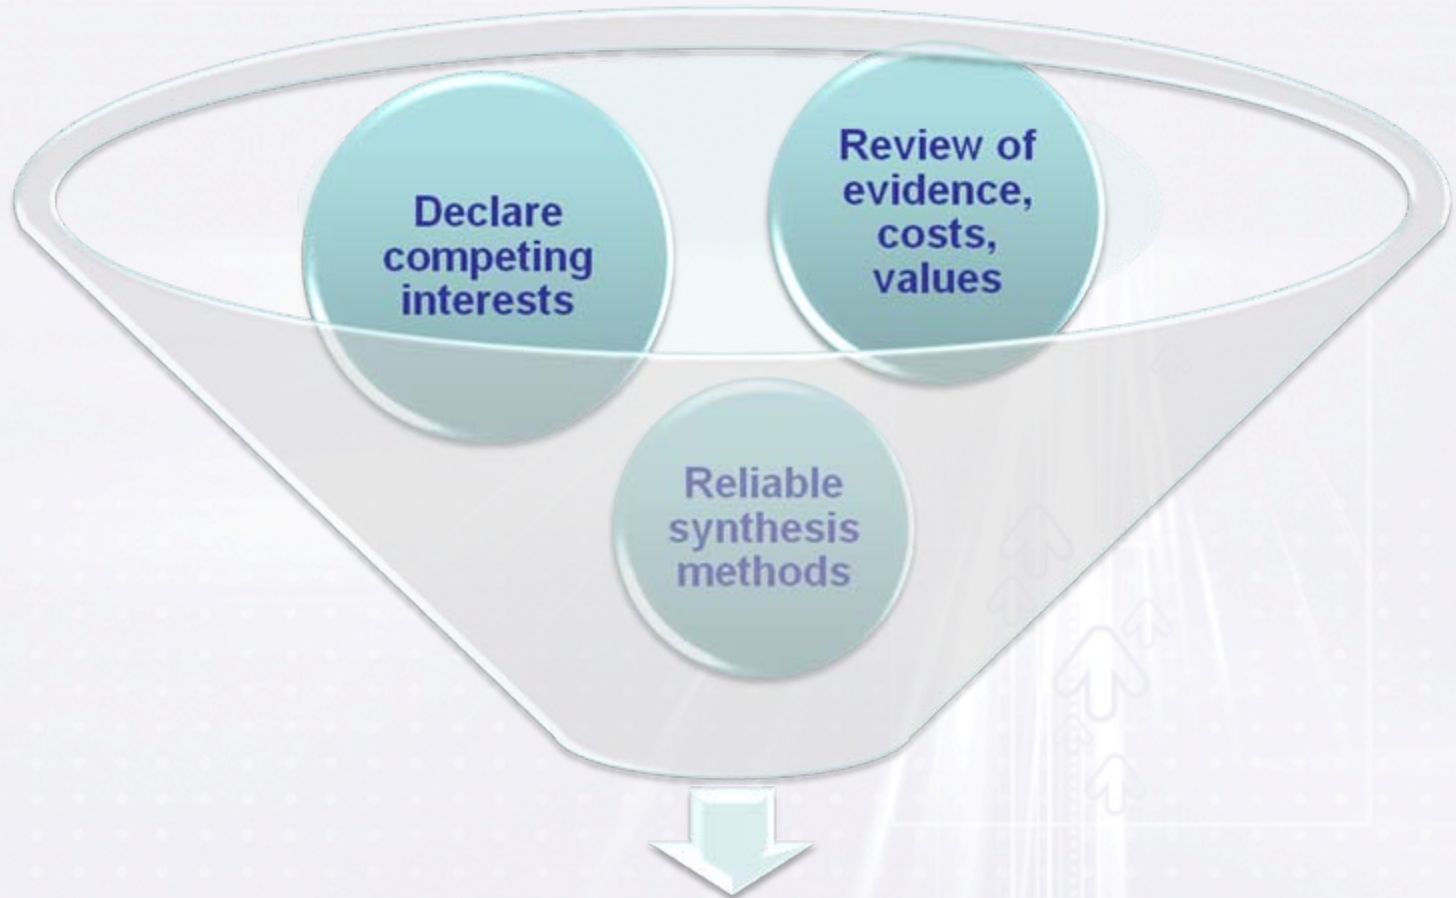 Declare
competing
interests
Review of
evidence,
costs,
values
Reliable
synthesis
methods